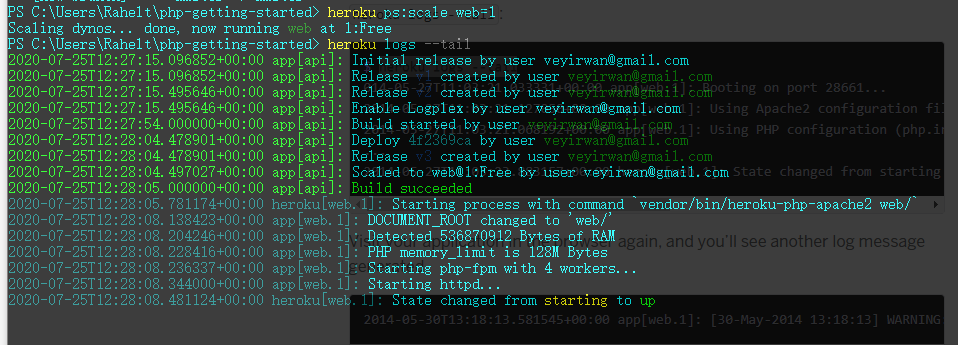 PS C:\Users\Rahelt\php-getting-started> heroku ps:scale web=1
Scaling dynos... done, now running web at 1:Free
PS C:\Users\Rahelt\php-getting-started> heroku logs --tail
2020-07-25T12:27:15.096852+00:00 app[api]: Initial release by user veyirwan@gmail.com
2020-07-25T12:27:15.096852+00:00 app[api]: Release v1 created by user veyirwan@gmail.com
2020-07-25T12:27:15.495646+00:00 app[api]: Release v2 created by user veyirwan@gmail.com
2020-07-25T12:27:15.495646+00:00 app[api]: Enable Logplex by user veyirwan@gmail.com
2020-07-25T12:27:54.000000+00:00 app[api]: Build started by user veyirwan@gmail.com
2020-07-25T12:28:04.478901+00:00 app[api]: Deploy 4f2369ca by user veyirwan@gmail.com
2020-07-25T12:28:04.478901+00:00 app[api]: Release v3 created by user veyirwan@gmail.com
2020-07-25T12:28:04.497027+00:00 app[api]: Scaled to web@1:Free by user veyirwan@gmail.com
2020-07-25T12:28:05.000000+00:00 app[api]: Build succeeded
2020-07-25T12:28:05.781174+00:00 heroku[web.1]: Starting process with command `vendor/bin/heroku-php-apache2 web/`
2020-07-25T12:28:08.138423+00:00 app[web.1]: DOCUMENT_ROOT changed to 'web/'
2020-07-25T12:28:08.204246+00:00 app[web.1]: Detected 536870912 Bytes of RAM
2020-07-25T12:28:08.228416+00:00 app[web.1]: PHP memory_limit is 128M Bytes
2020-07-25T12:28:08.236337+00:00 app[web.1]: Starting php-fpm with 4 workers...
2020-07-25T12:28:08.344000+00:00 app[web.1]: Starting httpd...
2020-07-25T12:28:08.481124+00:00 heroku[web.1]: State changed from starting to up
ooting on port 28661...
]: Using Apache2 configuration fil
]: Using PHP configuration (php.in
State changed from starting
again, and you'll see another log message
2014-05-30T13:18:13.581545+00:00 app[web.1]: [30-May-2014 13:18:13] WARNING